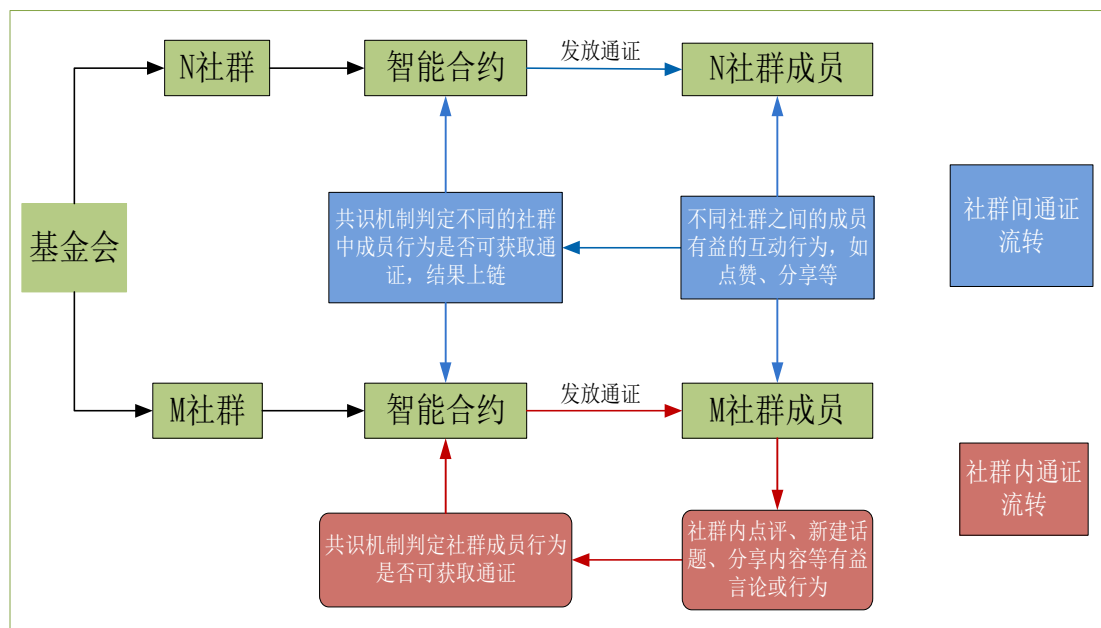 N社群
智能合约
发放通证
N社群成员
基金会
共识机制判定不同的社群
中成员行为是否可获取通
证，结果上链
不同社群之间的成员
有益的互动行为，如
点赞、分享等
社群间通证
流转
M社群
智能合约
发放通证
M社群成员
社群内通证
流转
共识机制判定社群成员行为
是否可获取通证
社群内点评、新建话
题、分享内容等有益
言论或行为